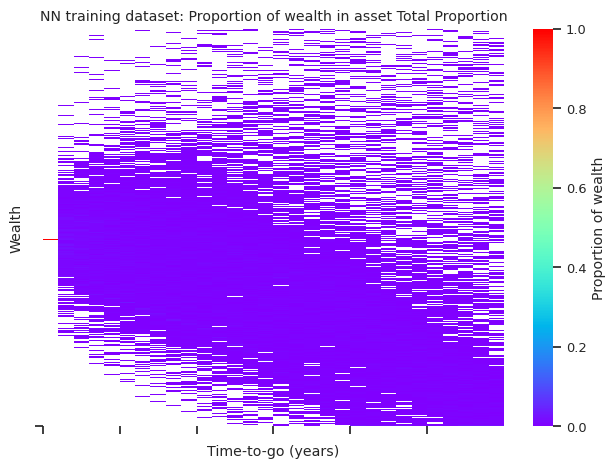 NN training dataset: Proportion of wealth in asset Total Proportion
Wealth
Time-to-go (years)
1.0
0.8
0.6
0.4
0.2
0.0
Proportion of wealth